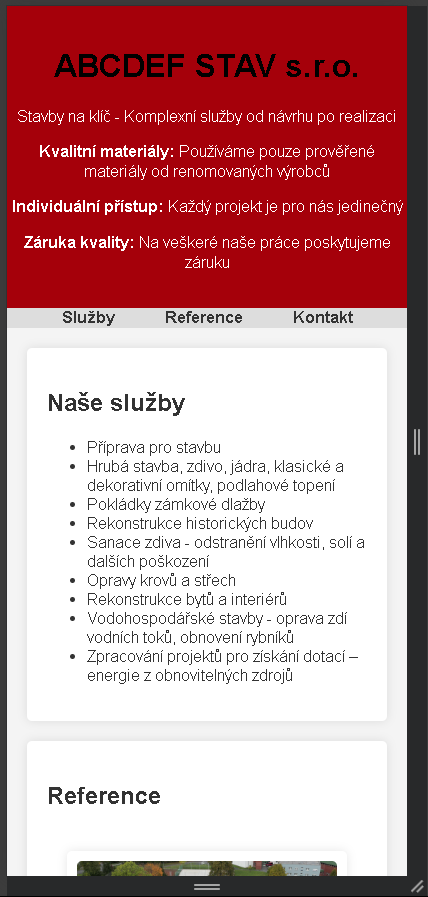 ABCDEF STAV s.r.o.
Stavby na klíč - Komplexní služby od návrhu po realizaci
Kvalitní materiály: Používáme pouze prověřené
materiály od renomovaných výrobců
Individuální přístup: Každý projekt je pro nás jedinečný
Záruka kvality: Na veškeré naše práce poskytujeme
záruku
Služby Reference Kontakt
Naše služby
• Příprava pro stavbu
• Hrubá stavba, zdivo, jádra, klasické a
dekorativní omítky, podlahové topení
• Pokládky zámkové dlažby
• Rekonstrukce historických budov
• Sanace zdiva - odstranění vlhkosti, solí a
dalších poškození
• Opravy krovů a střech
• Rekonstrukce bytů a interiérů
• Vodohospodářské stavby - oprava zdí
vodních toků, obnovení rybníků
• Zpracování projektů pro získání dotací –
energie z obnovitelných zdrojů
Reference